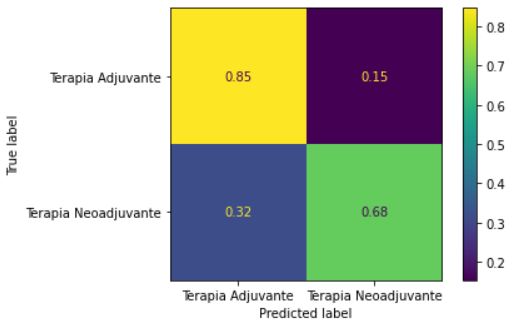 Terapia Adjuvante
Terapia Neoadjuvante
True label
0.85
0.15
0.32
0.68
Terapia Adjuvante
Terapia Neoadjuvante
Predicted label
0.8
0.7
0.6
0.5
0.4
0.3
0.2